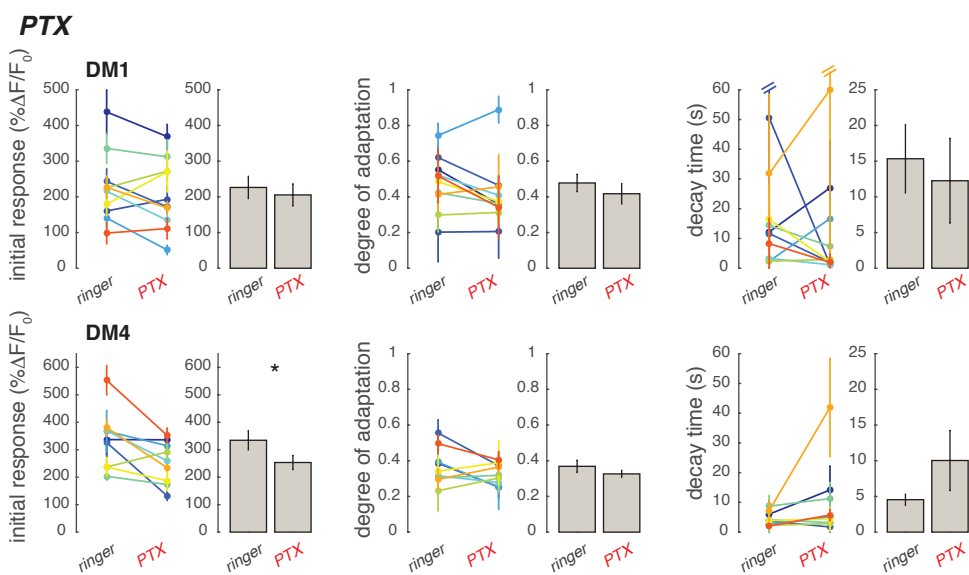 PTX
DM1
initial response (%ΔF/F0)
500
400
300
200
100
0
ringer
PTX
500
400
300
200
100
0
ringer
PTX
degree of adaptation
1
0.8
0.6
0.4
0.2
0
ringer
PTX
1
0.8
0.6
0.4
0.2
0
ringer
PTX
decay time (s)
60
50
40
30
20
10
0
ringer
PTX
25
20
15
10
5
0
ringer
PTX
DM4
initial response (%ΔF/F0)
600
500
400
300
200
100
0
ringer
PTX
600
500
400
300
200
100
0
*
ringer
PTX
degree of adaptation
1
0.8
0.6
0.4
0.2
0
ringer
PTX
1
0.8
0.6
0.4
0.2
0
ringer
PTX
decay time (s)
60
50
40
30
20
10
0
ringer
PTX
25
20
15
10
5
0
ringer
PTX